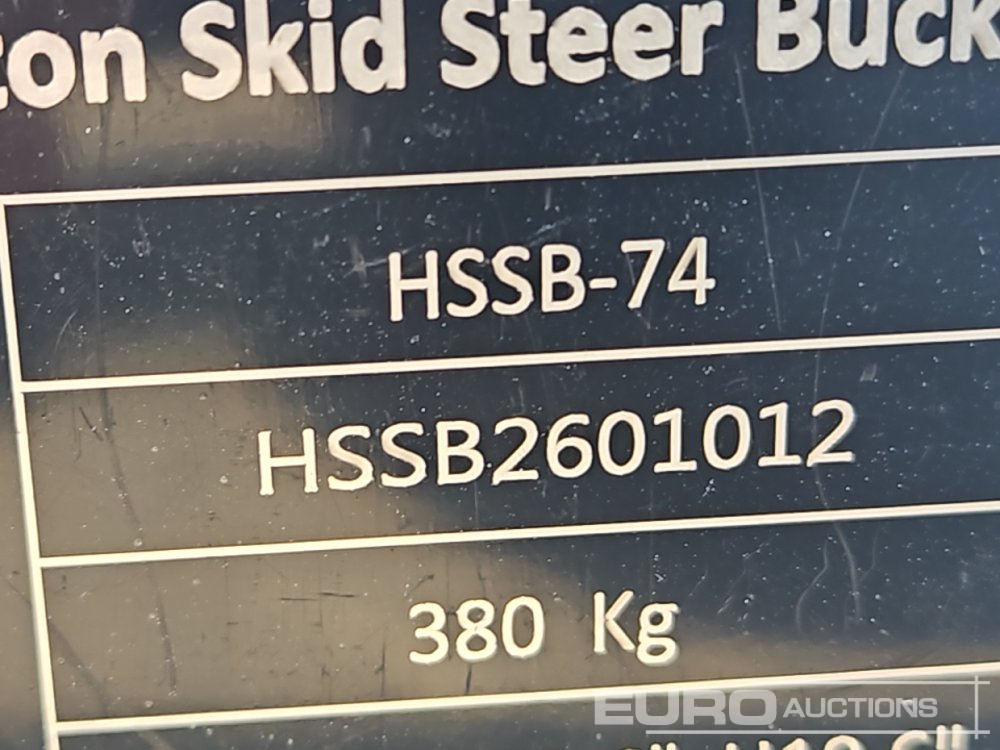 ton Skid Steer Buck
HSSB-74
HSSB2601012
380 Kg
EURO AUCTIONS